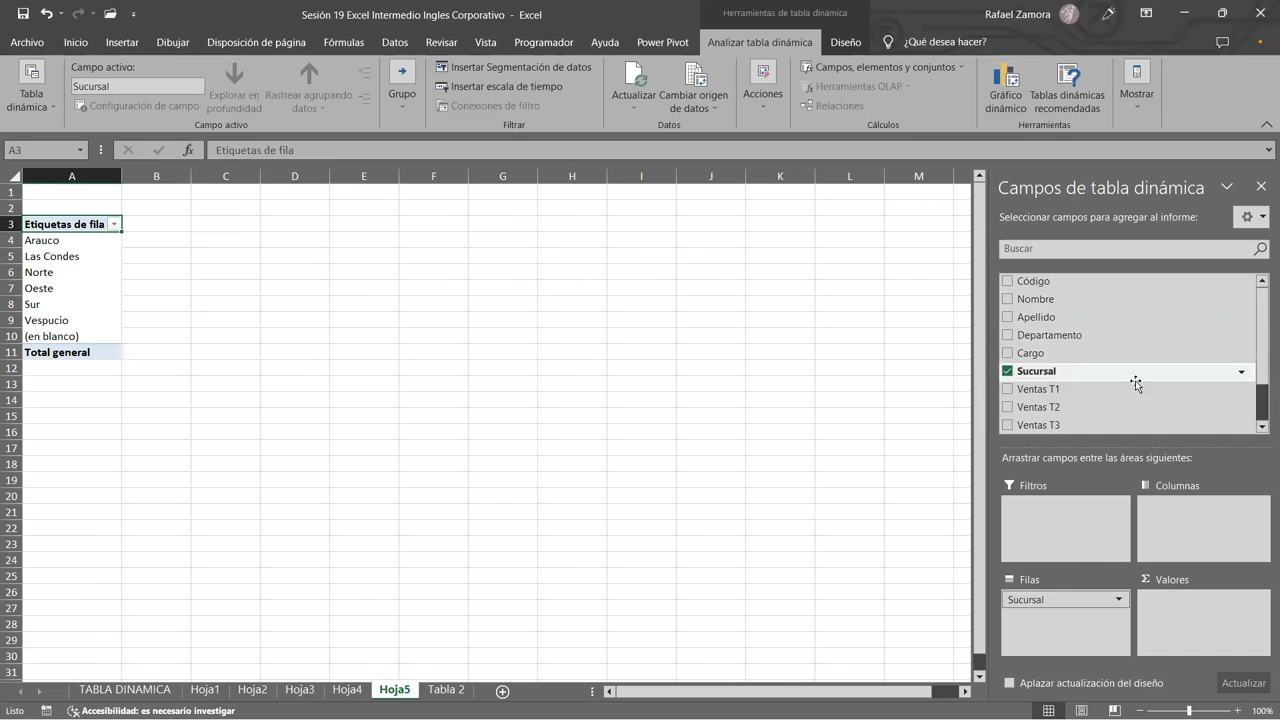 Sesión 19 Excel Intermedio Ingles Corporativo - Excel
Herramientas de tabla dinámica
Rafael Zamora
Archivo
Inicio
Insertar
Dibujar
Disposición de página
Fórmulas
Datos
Revisar
Vista
Programador
Ayuda
Power Pivot
Analizar tabla dinámica
Diseño
¿Qué desea hacer?
Tabla
dinámica
Campo activo:
Sucursal
Configuración de campo
Explorar en
profundidad
Rastrear agrupando
datos
Campo activo
Grupo
Insertar Segmentación de datos
Insertar escala de tiempo
Conexiones de filtro
Filtrar
Actualizar
Cambiar origen
de datos
Datos
Acciones
Campos, elementos y conjuntos
Herramientas OLAP
Relaciones
Cálculos
Gráfico
dinámico
Tablas dinámicas
recomendadas
Herramientas
Mostrar
A3
fx
Etiquetas de fila
A B C D E F G H I J K L M
1
2
3 Etiquetas de fila
4 Arauco
5 Las Condes
6 Norte
7 Oeste
8 Sur
9 Vespucio
10 (en blanco)
11 Total general
12
13
14
15
16
17
18
19
20
21
22
23
24
25
26
27
28
29
30
31
Campos de tabla dinámica
Seleccionar campos para agregar al informe:
Buscar
Código
Nombre
Apellido
Departamento
Cargo
Sucursal
Ventas T1
Ventas T2
Ventas T3
Arrastrar campos entre las áreas siguientes:
Filtros
Columnas
Filas
Σ Valores
Sucursal
Aplazar actualización del diseño
Actualizar
TABLA DINAMICA
Hoja1
Hoja2
Hoja3
Hoja4
Hoja5
Tabla 2
Listo
Accesibilidad: es necesario investigar
100%